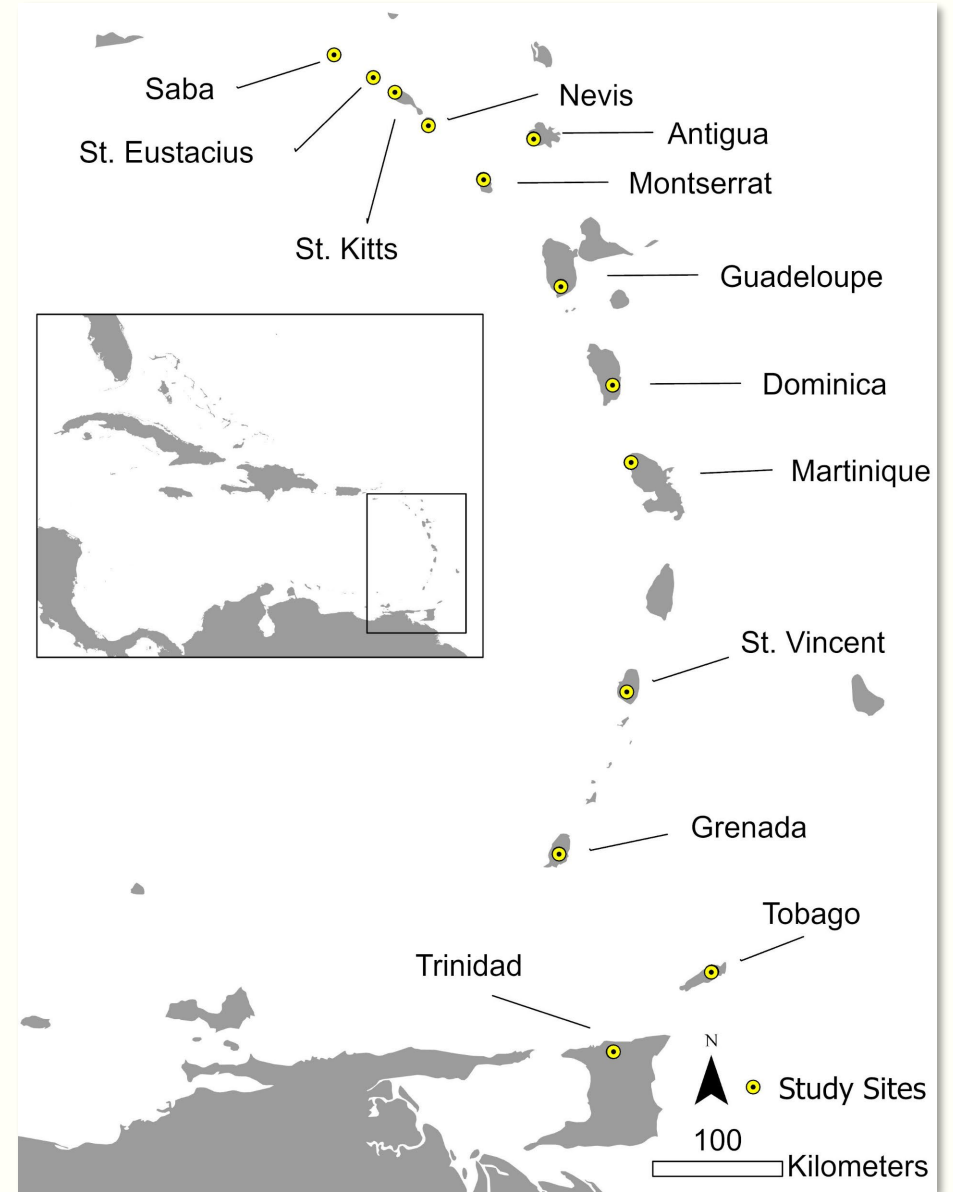 Saba
Nevis
Antigua
St. Eustacius
Montserrat
St. Kitts
Guadeloupe
Dominica
Martinique
St. Vincent
Grenada
Tobago
Trinidad
N
Study Sites
100
Kilometers